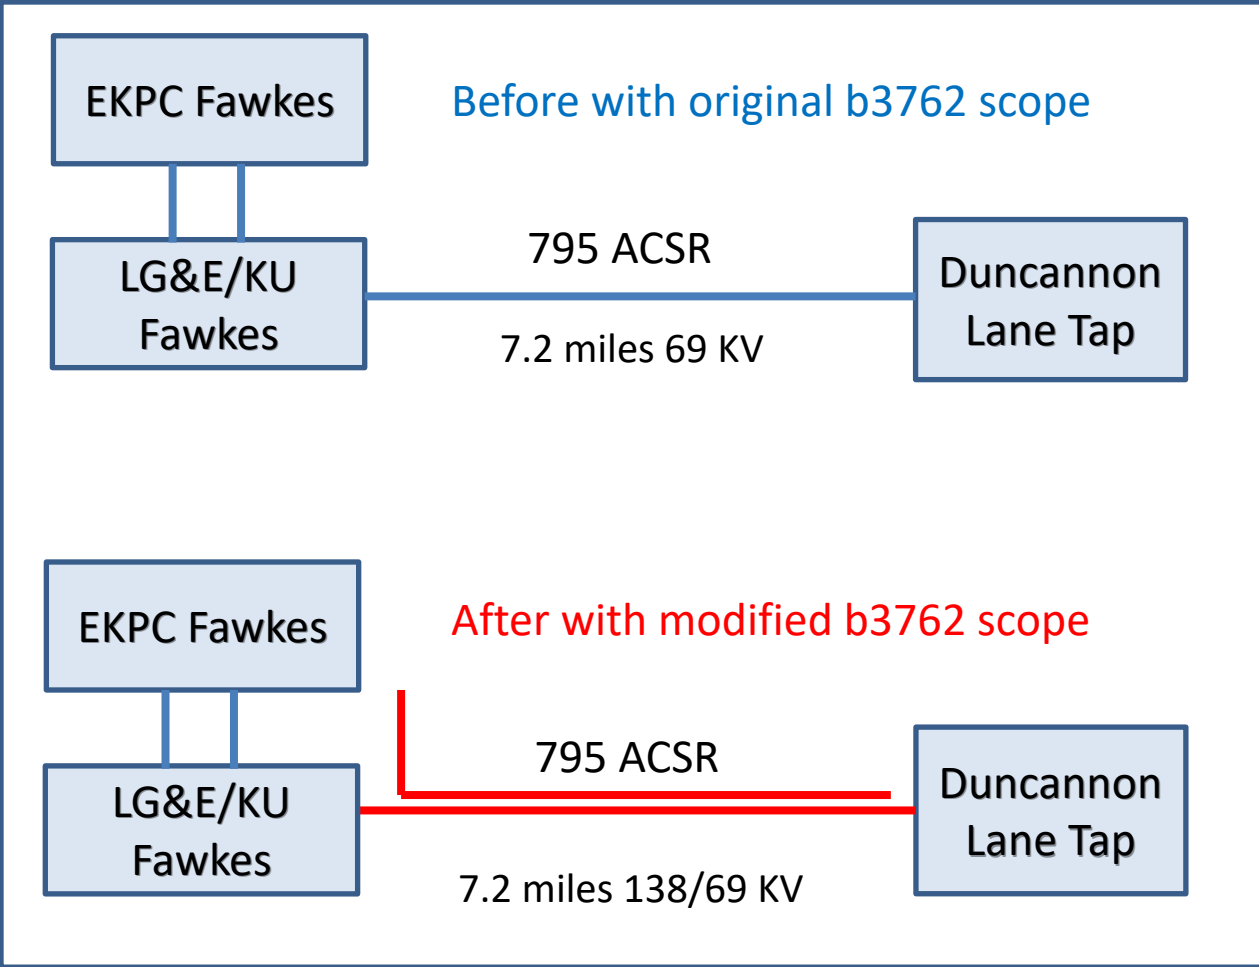 EKPC Fawkes
Before with original b3762 scope
795 ACSR
LG&E/KU
Fawkes
Duncannon
Lane Tap
7.2 miles 69 KV
EKPC Fawkes
After with modified b3762 scope
795 ACSR
LG&E/KU
Fawkes
Duncannon
Lane Tap
7.2 miles 138/69 KV